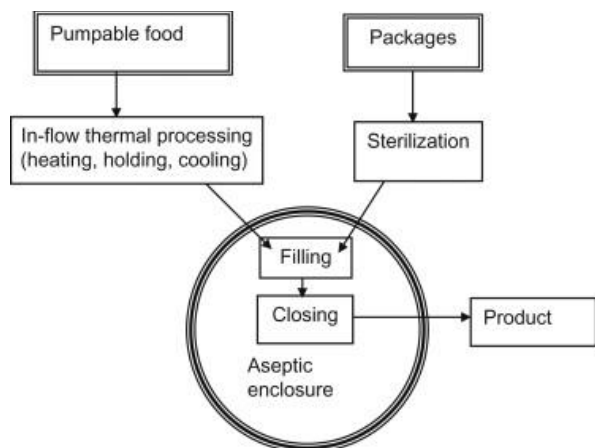 Pumpable food
Packages
In-flow thermal processing
(heating, holding, cooling)
Sterilization
Filling
Closing
Product
Aseptic
enclosure